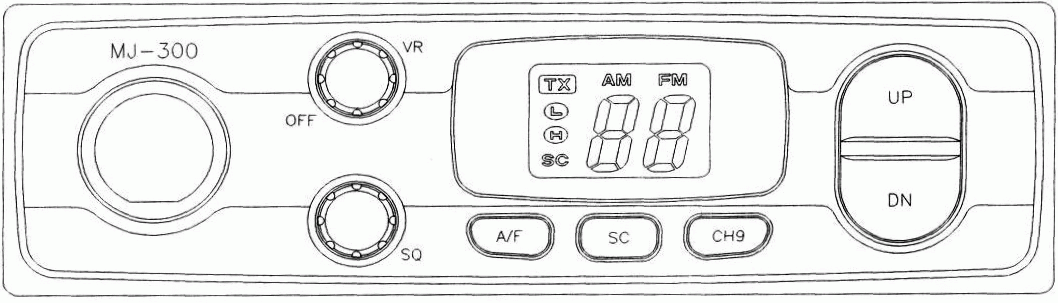 MJ-300
VR
OFF
SQ
TX AM FM
L
H
SC
88
A/F SC CH9
UP
DN